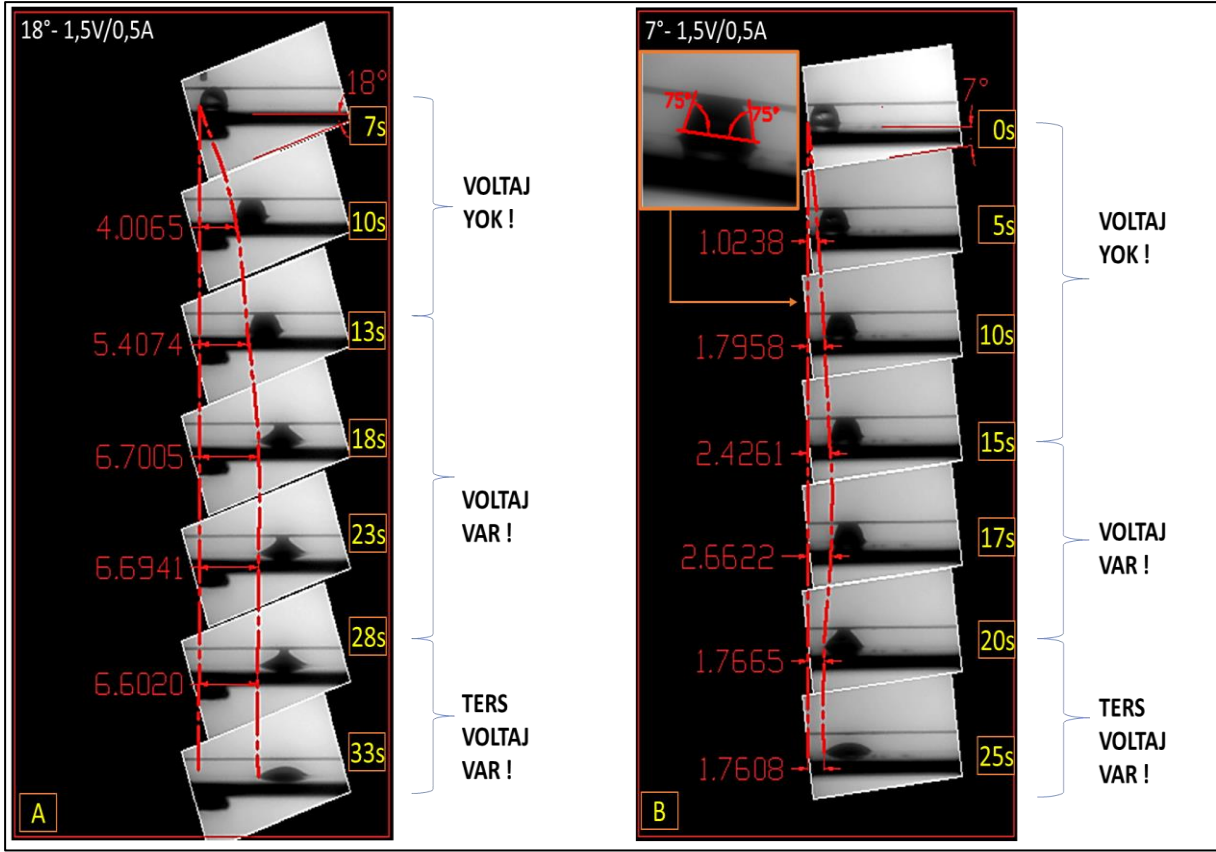 18°- 1,5V/0,5A
18°
7s
10s
4.0065
13s
5.4074
18s
6.7005
23s
6.6941
28s
6.6020
33s
A
VOLTAJ
YOK !
VOLTAJ
VAR !
TERS
VOLTAJ
VAR !
7°- 1,5V/0,5A
75°
75°
7°
0s
5s
1.0238
10s
1.7958
15s
2.4261
17s
2.6622
20s
1.7665
25s
1.7608
B
VOLTAJ
YOK !
VOLTAJ
VAR !
TERS
VOLTAJ
VAR !